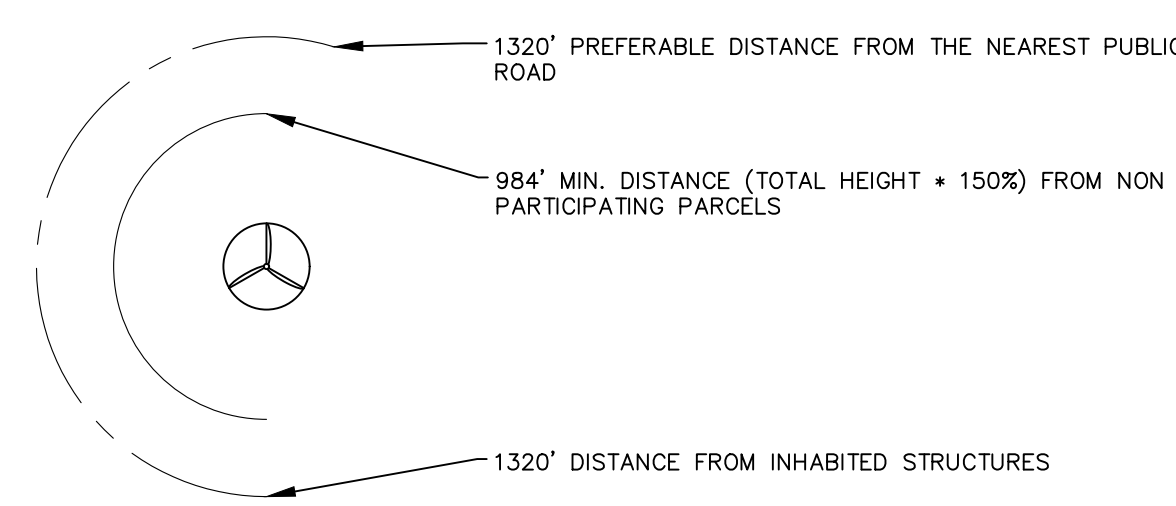 1320' PREFERABLE DISTANCE FROM THE NEAREST PUBLIC
ROAD
984' MIN. DISTANCE (TOTAL HEIGHT * 150%) FROM NON
PARTICIPATING PARCELS
1320' DISTANCE FROM INHABITED STRUCTURES